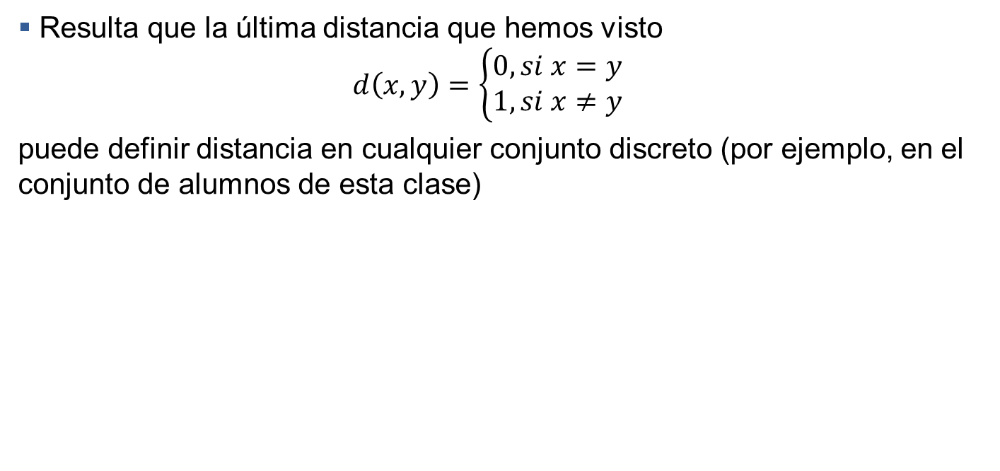 ▪ Resulta que la última distancia que hemos visto
d(x, y) = {0, si x = y
1, si x ≠ y
puede definir distancia en cualquier conjunto discreto (por ejemplo, en el
conjunto de alumnos de esta clase)